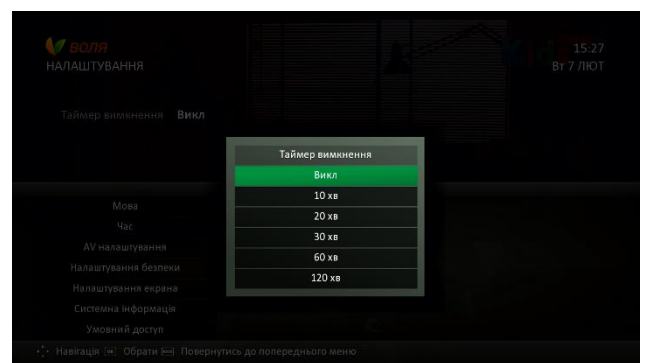 ВОЛЯ
НАЛАШТУВАННЯ
15:27
Вт 7 ЛЮТ
Таймер вимкнення Викл
Таймер вимкнення
Викл
10 хв
20 хв
30 хв
60 хв
120 хв
Мова
Час
AV налаштування
Налаштування безпеки
Налаштування екрана
Системна інформація
Умовний доступ
Навігація OK Обрати Повернутись до попереднього меню